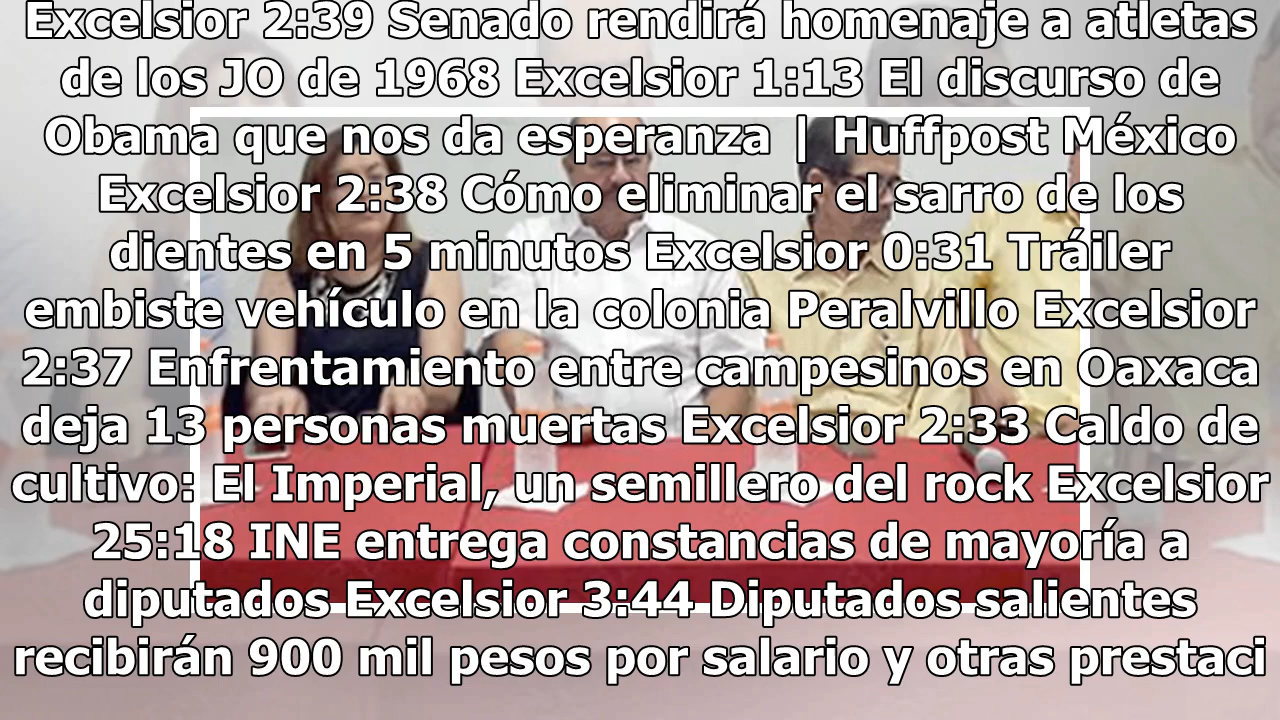 Excelsior 2:39 Senado rendirá homenaje a atletas
de los JO de 1968 Excelsior 1:13 El discurso de
Obama que nos da esperanza | Huffpost México
Excelsior 2:38 Cómo eliminar el sarro de los
dientes en 5 minutos Excelsior 0:31 Tráiler
embiste vehículo en la colonia Peralvillo Excelsior
2:37 Enfrentamiento entre campesinos en Oaxaca
deja 13 personas muertas Excelsior 2:33 Caldo de
cultivo: El Imperial, un semillero del rock Excelsior
25:18 INE entrega constancias de mayoría a
diputados Excelsior 3:44 Diputados salientes
recibirán 900 mil pesos por salario y otras prestaci